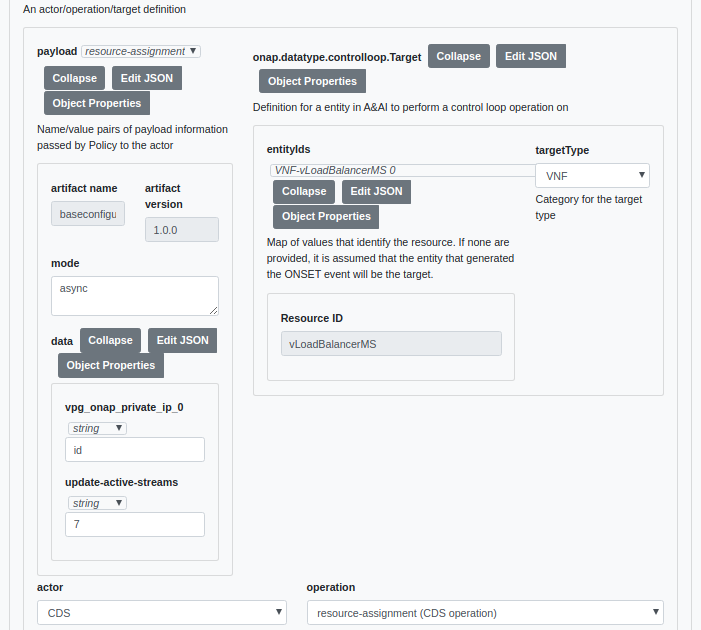 An actor/operation/target definition
payload resource-assignment
Collapse Edit JSON
Object Properties
Name/value pairs of payload information
passed by Policy to the actor
artifact name
baseconfigu
artifact
version
1.0.0
mode
async
data Collapse Edit JSON
Object Properties
vpg_onap_private_ip_0
string
id
update-active-streams
string
7
onap.datatype.controlloop.Target Collapse Edit JSON
Object Properties
Definition for a entity in A&AI to perform a control loop operation on
entityIds
VNF-vLoadBalancerMS 0
Collapse Edit JSON
Object Properties
Map of values that identify the resource. If none are
provided, it is assumed that the entity that generated
the ONSET event will be the target.
Resource ID
vLoadBalancerMS
targetType
VNF
Category for the target
type
actor
CDS
operation
resource-assignment (CDS operation)